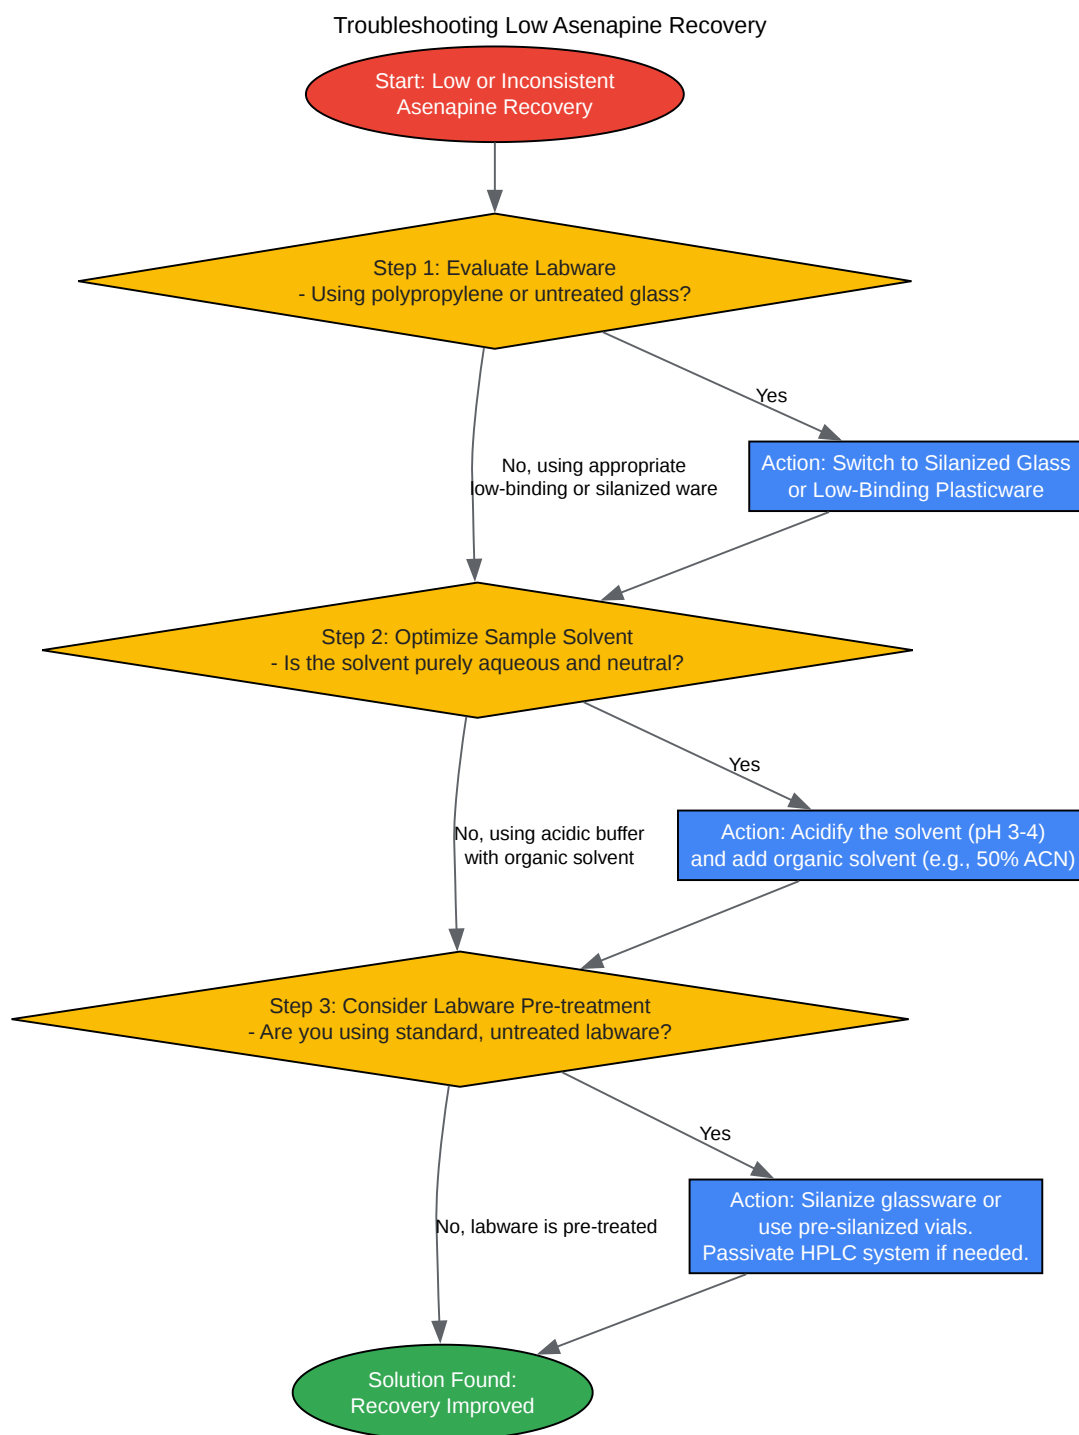 Troubleshooting Low Asenapine Recovery
Start: Low or Inconsistent
Asenapine Recovery
Step 1: Evaluate Labware
- Using polypropylene or untreated glass?
Yes
No, using appropriate
low-binding or silanized ware
Action: Switch to Silanized Glass
or Low-Binding Plasticware
Step 2: Optimize Sample Solvent
- Is the solvent purely aqueous and neutral?
Yes
No, using acidic buffer
with organic solvent
Action: Acidify the solvent (pH 3-4)
and add organic solvent (e.g., 50% ACN)
Step 3: Consider Labware Pre-treatment
- Are you using standard, untreated labware?
Yes
No, labware is pre-treated
Action: Silanize glassware or
use pre-silanized vials.
Passivate HPLC system if needed.
Solution Found:
Recovery Improved